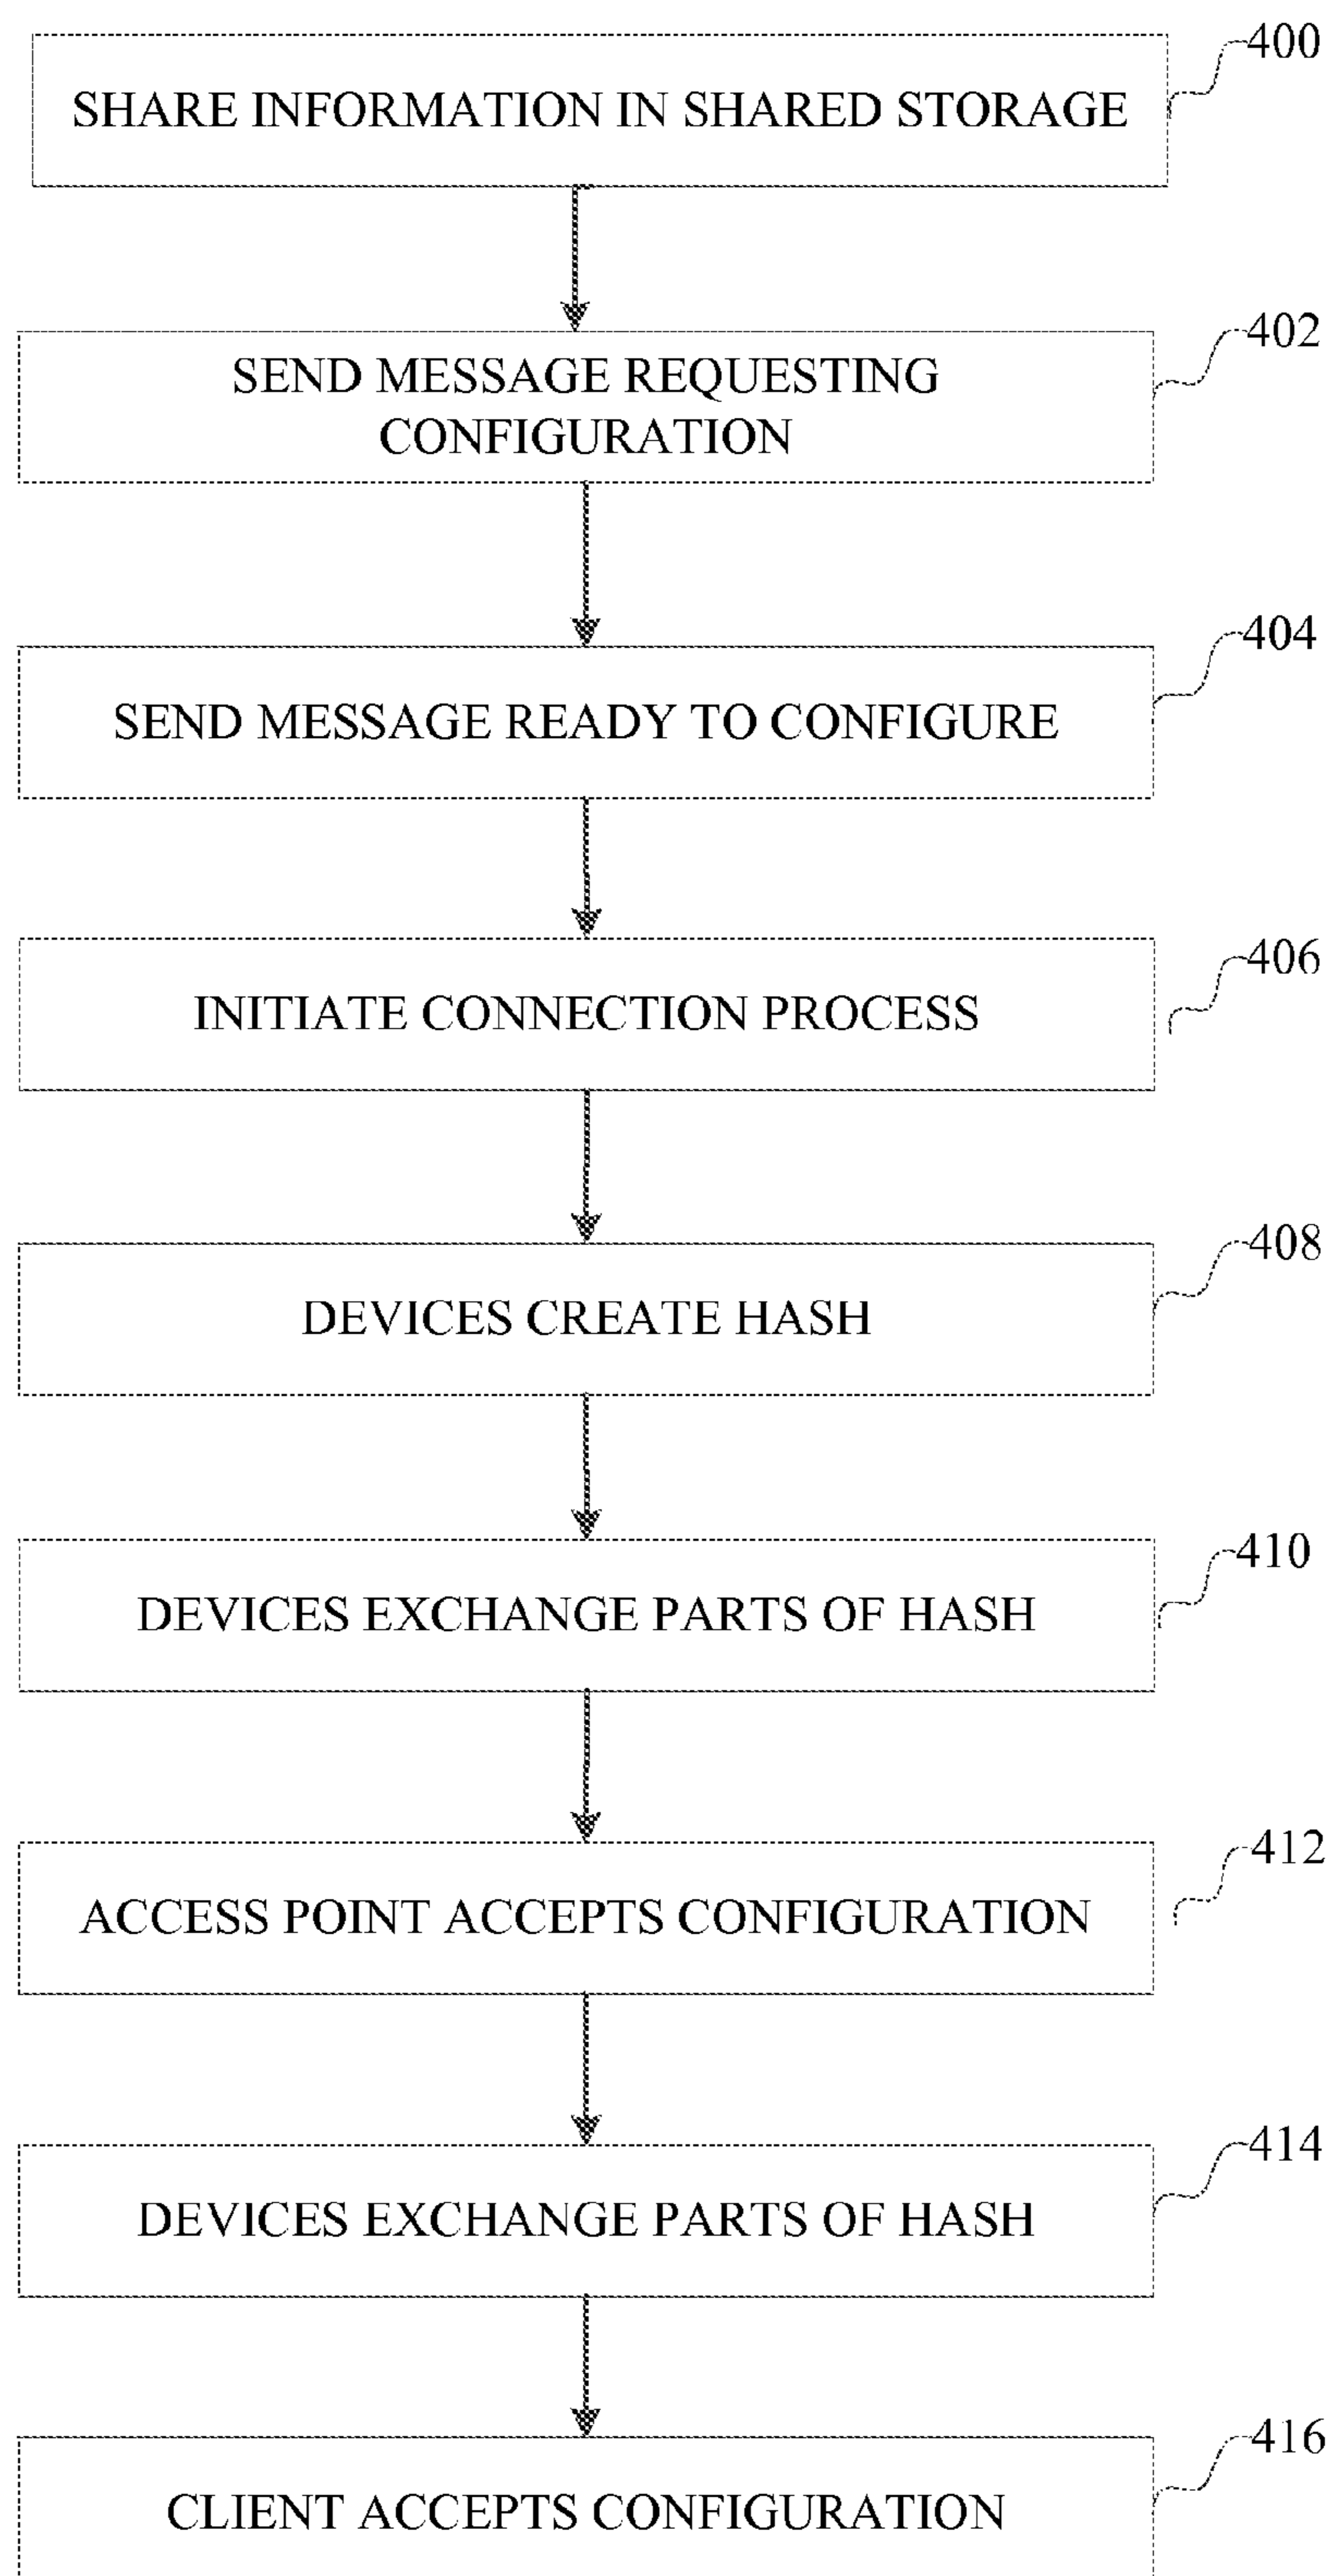 400
SHARE INFORMATION IN SHARED STORAGE
402
SEND MESSAGE REQUESTING
CONFIGURATION
404
SEND MESSAGE READY TO CONFIGURE
406
INITIATE CONNECTION PROCESS
408
DEVICES CREATE HASH
410
DEVICES EXCHANGE PARTS OF HASH
412
ACCESS POINT ACCEPTS CONFIGURATION
414
DEVICES EXCHANGE PARTS OF HASH
416
CLIENT ACCEPTS CONFIGURATION